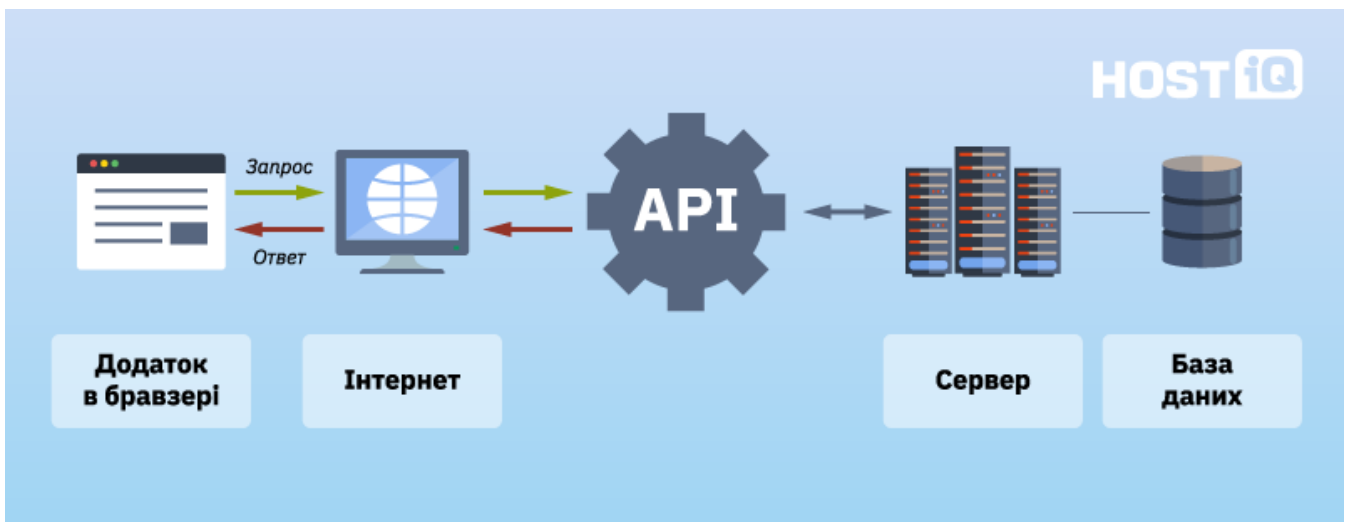 HOST iQ
Запрос
Ответ
API
Додаток
в бравзері
Інтернет
Сервер
База
даних